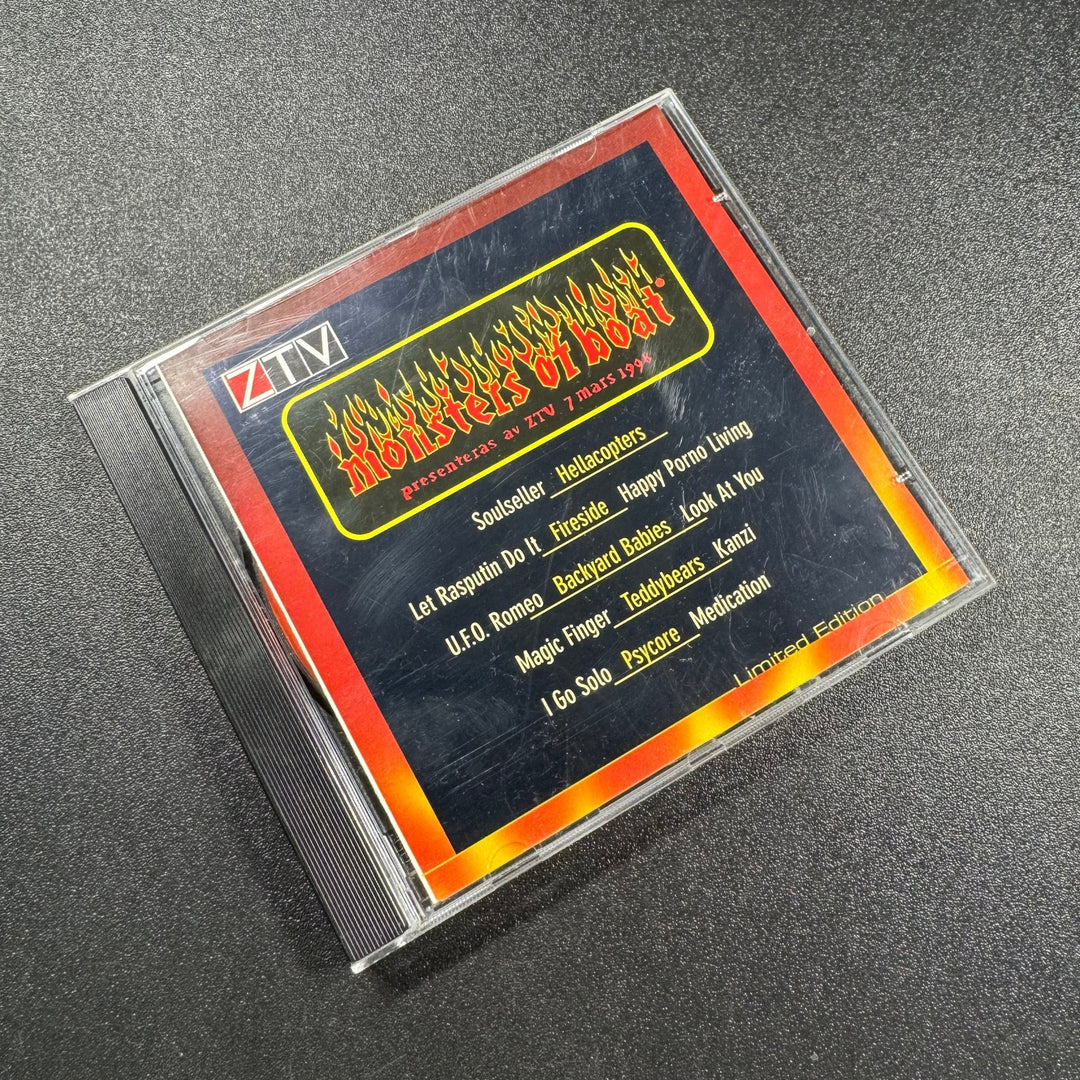 ZTV
monsters of boat
presenteras av ZTV 7 mars 1998
Soulseller Hellacopters
Let Rasputin Do It Fireside Happy Porno Living
U.F.O. Romeo Backyard Babies Look At You
Magic Finger Teddybears Kanzi
I Go Solo Psycore Medication
Limited Edition